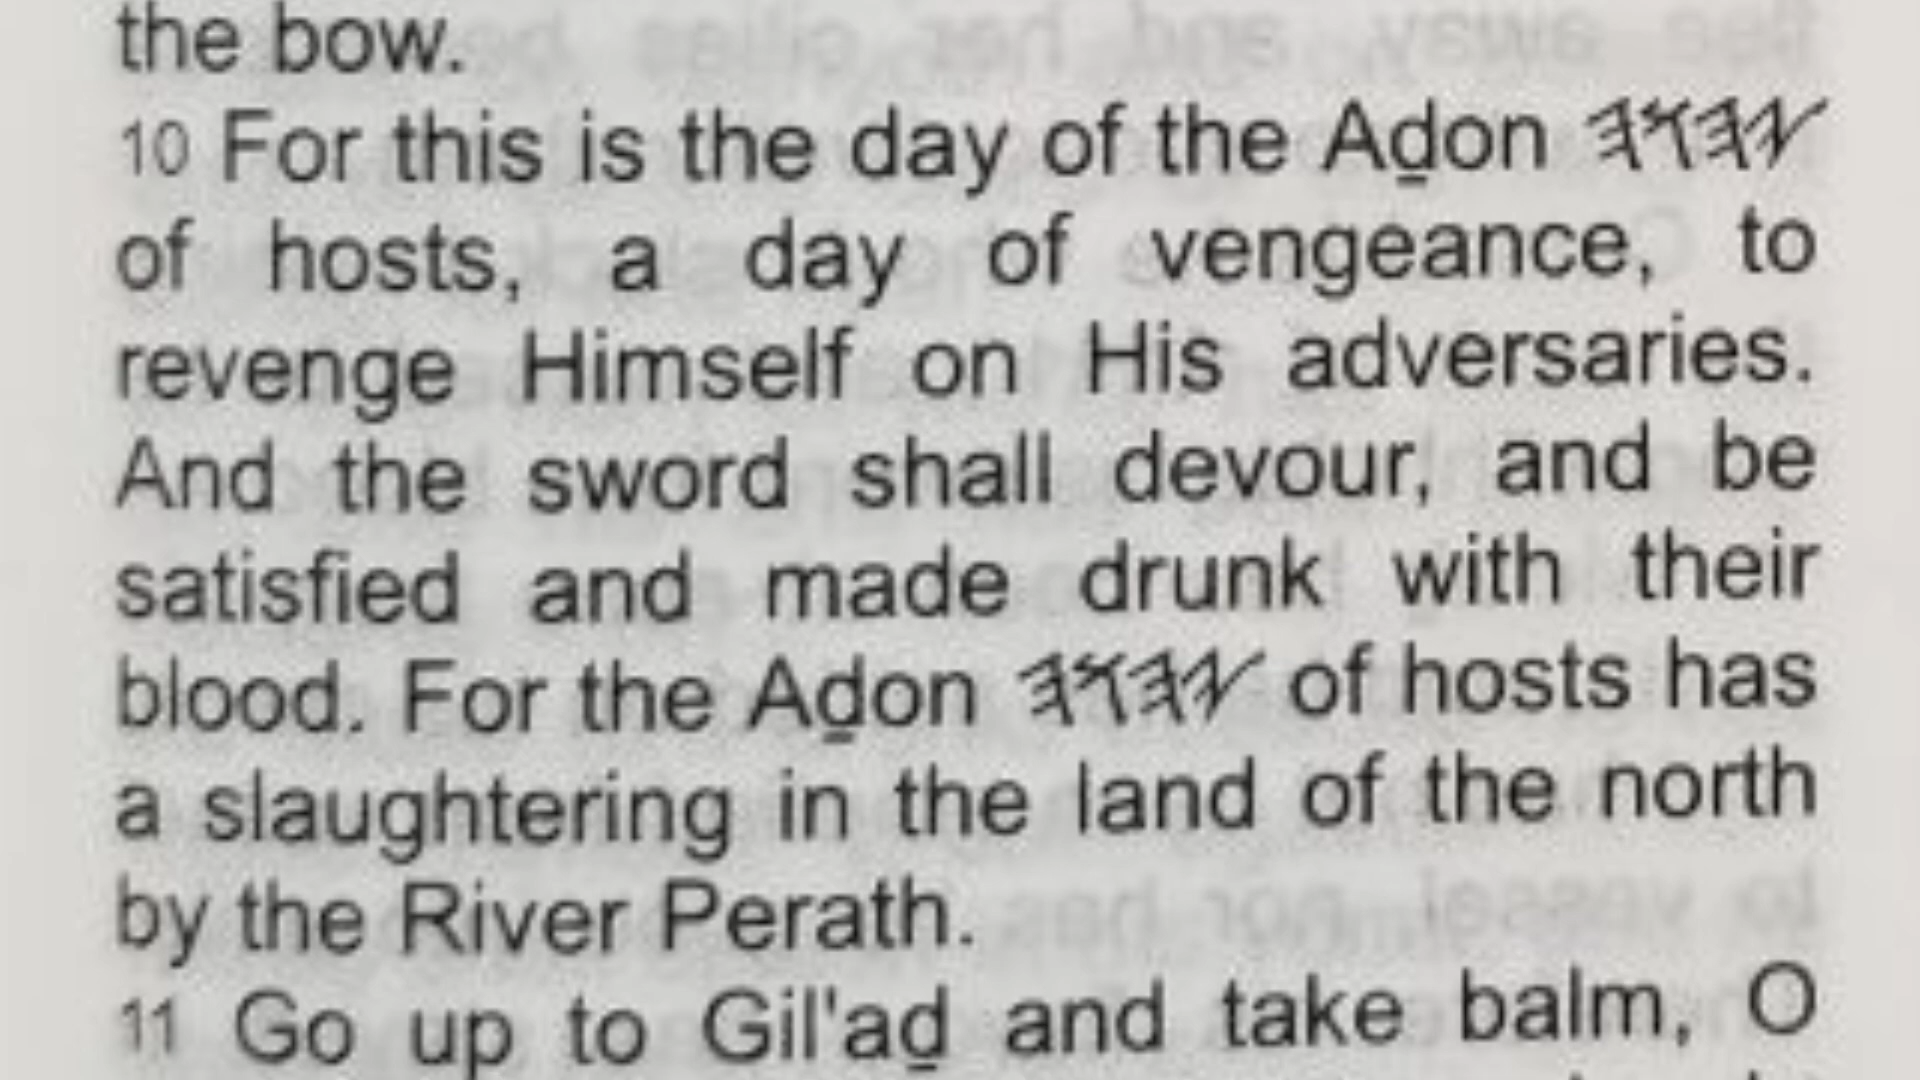 the bow.
10 For this is the day of the Aḏon 𐤉𐤄𐤅𐤄
of hosts, a day of vengeance, to
revenge Himself on His adversaries.
And the sword shall devour, and be
satisfied and made drunk with their
blood. For the Aḏon 𐤉𐤄𐤅𐤄 of hosts has
a slaughtering in the land of the north
by the River Perath.
11 Go up to Gil'aḏ and take balm, O